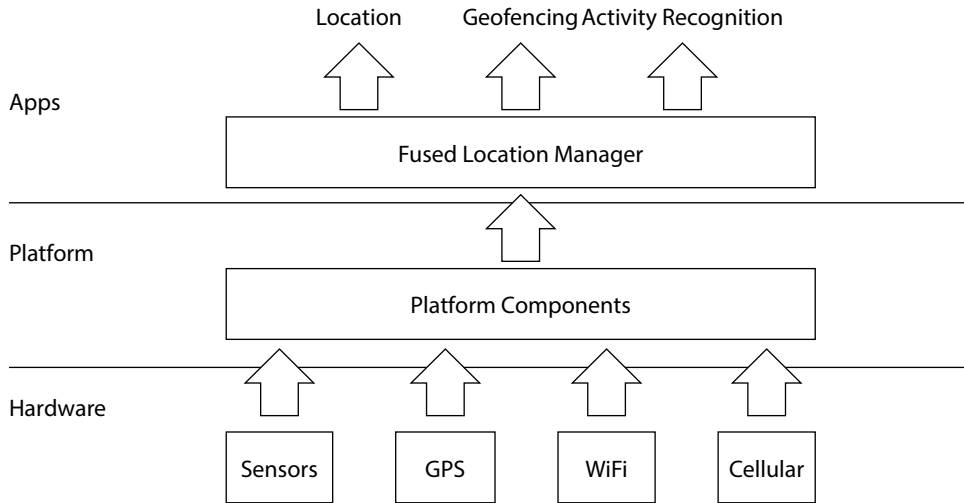 Location
Geofencing Activity Recognition
Apps
Fused Location Manager
Platform
Platform Components
Hardware
Sensors
GPS
WiFi
Cellular